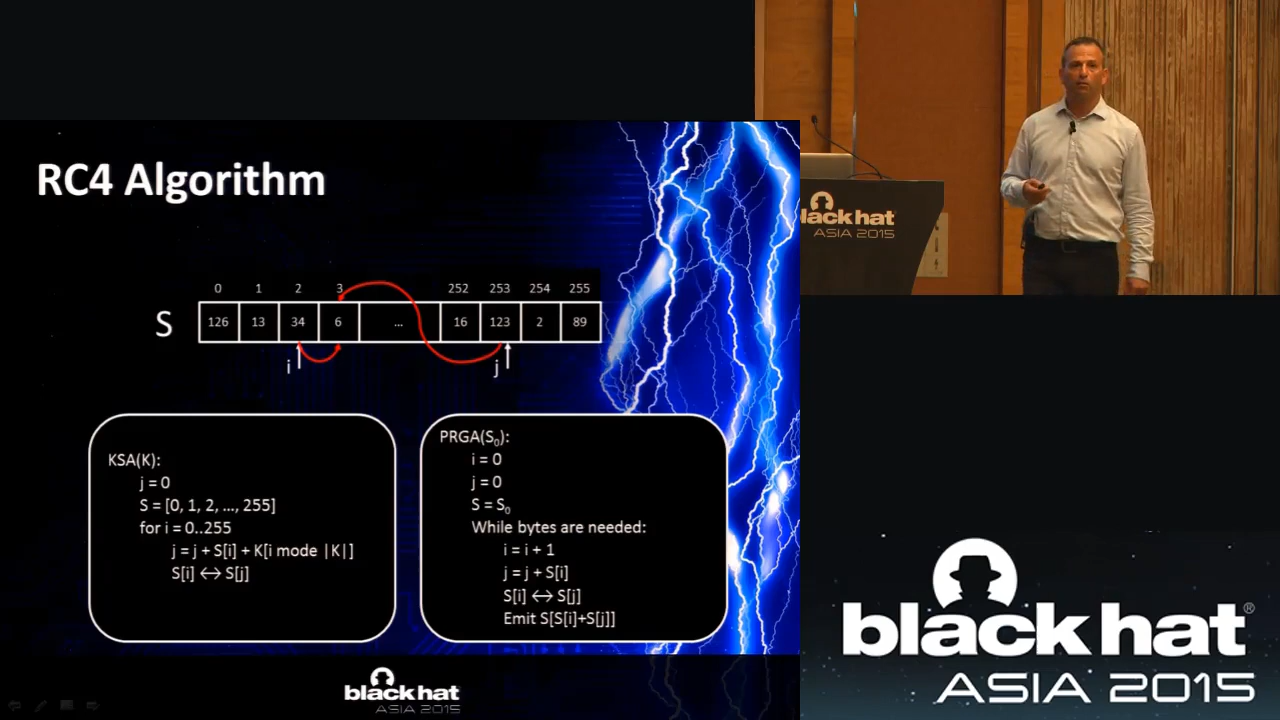 RC4 Algorithm
0 1 2 3 252 253 254 255
S 126 13 34 6 ... 16 123 2 89
i j
KSA(K):
j = 0
S = [0, 1, 2, ..., 255]
for i = 0..255
j = j + S[i] + K[i mode |K|]
S[i] ↔ S[j]
PRGA(S₀):
i = 0
j = 0
S = S₀
While bytes are needed:
i = i + 1
j = j + S[i]
S[i] ↔ S[j]
Emit S[S[i]+S[j]]
black hat
ASIA 2015
black hat
ASIA 2015
black hat®
ASIA 2015